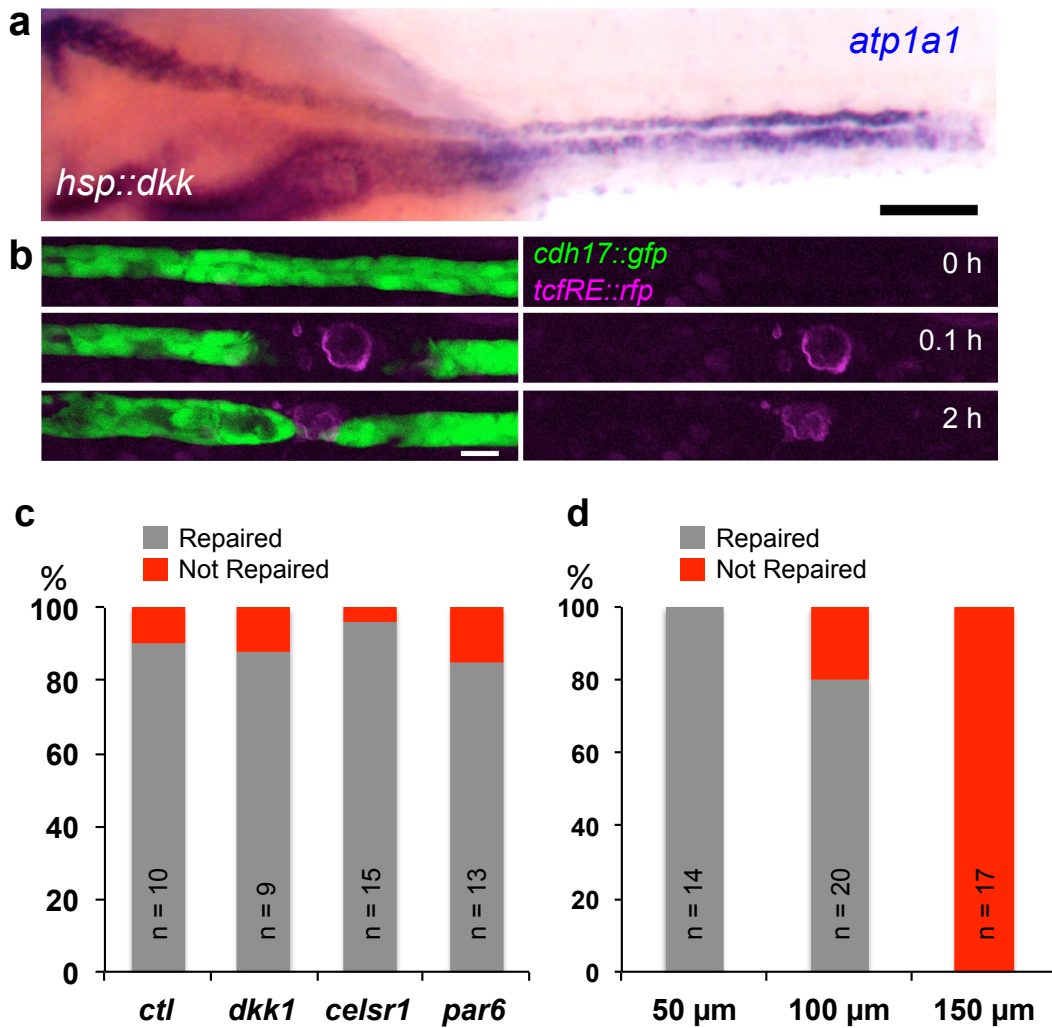 a
atp1a1
hsp::dkk
b
cdh17::gfp
tcfRE::rfp
0 h
0.1 h
2 h
c
Repaired
Not Repaired
%
100
80
60
40
20
0
n = 10
n = 9
n = 15
n = 13
ctl dkk1 celsr1 par6
d
Repaired
Not Repaired
%
100
80
60
40
20
0
n = 14
n = 20
n = 17
50 µm 100 µm 150 µm